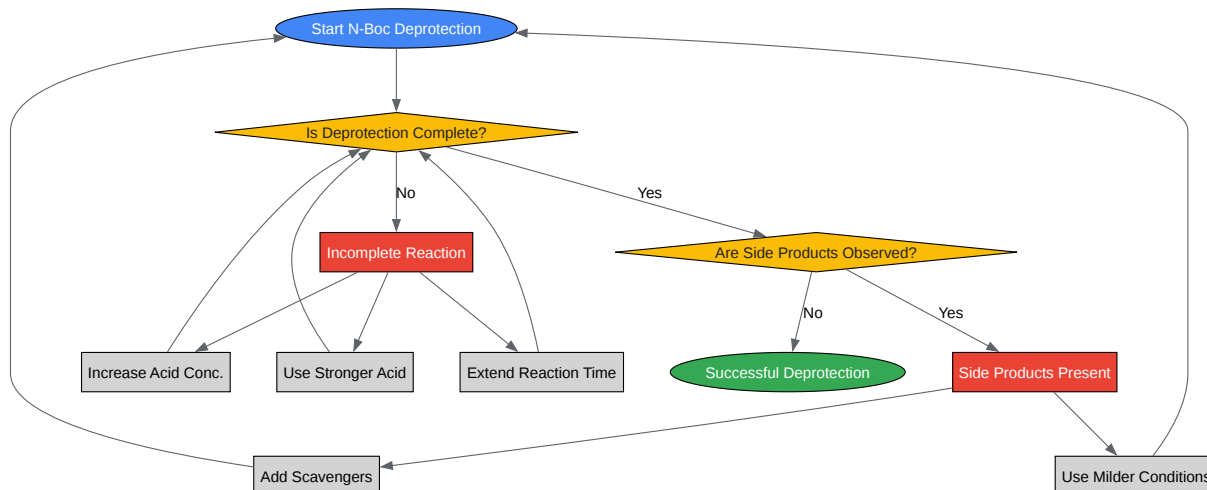 Start N-Boc Deprotection
Is Deprotection Complete?
No
Yes
Incomplete Reaction
Are Side Products Observed?
No
Yes
Increase Acid Conc.
Use Stronger Acid
Extend Reaction Time
Successful Deprotection
Side Products Present
Add Scavengers
Use Milder Conditions